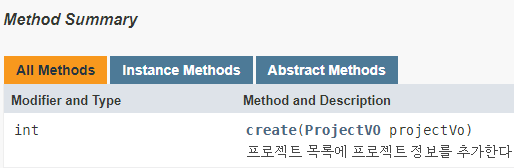 Method Summary
All Methods Instance Methods Abstract Methods
Modifier and Type Method and Description
int create(ProjectVO projectVo)
프로젝트 목록에 프로젝트 정보를 추가한다